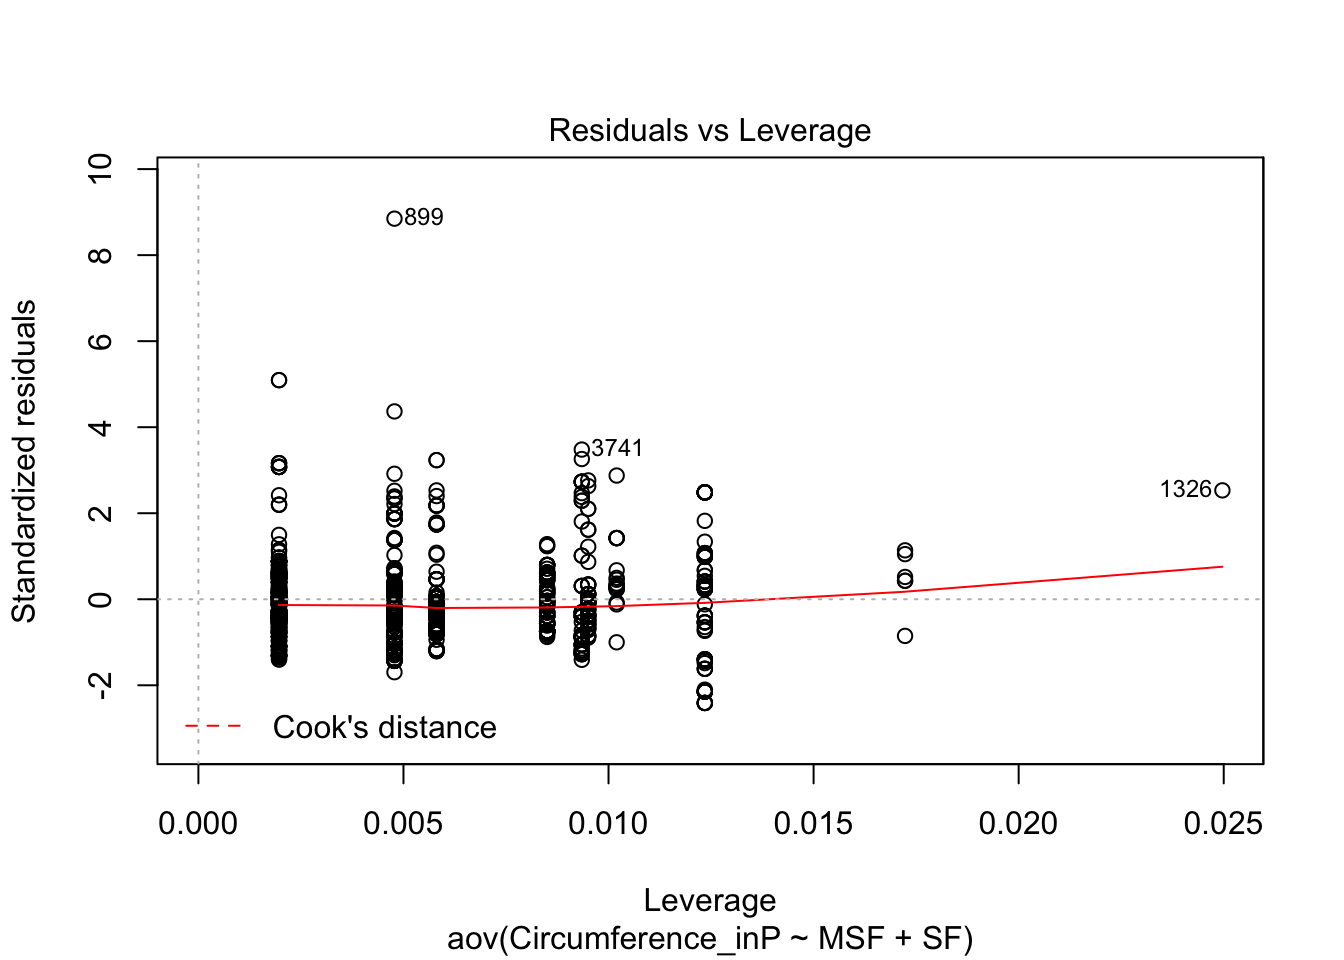 Residuals vs Leverage
Standardized residuals
10
8
6
4
2
0
-2
899
3741
1326
Cook's distance
0.000 0.005 0.010 0.015 0.020 0.025
Leverage
aov(Circumference_inP ~ MSF + SF)